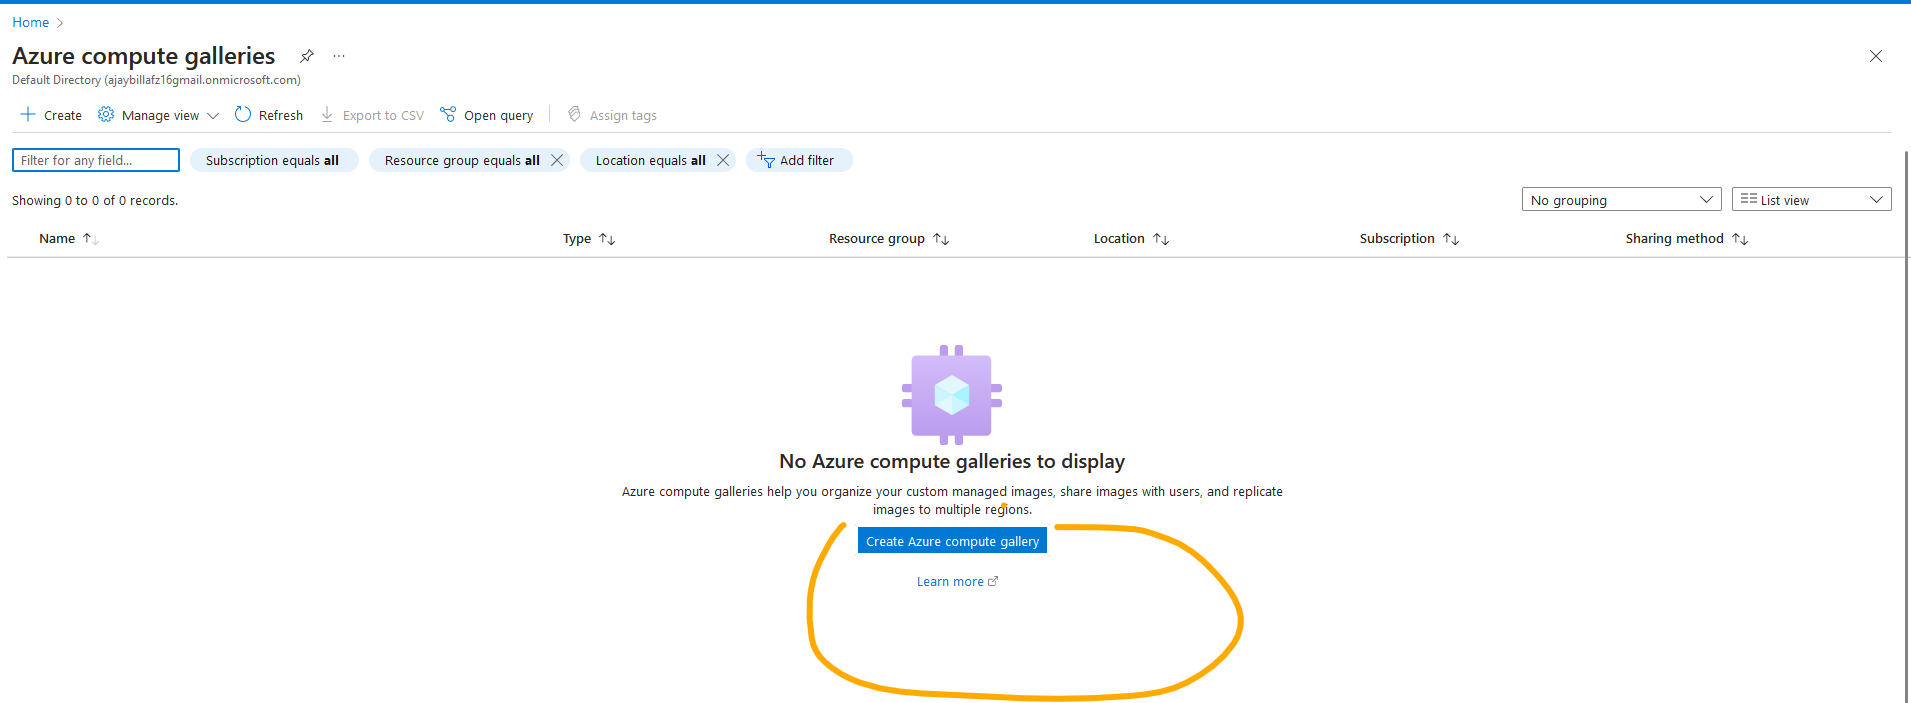 Home
Azure compute galleries ...
Default Directory (ajaybillafz16gmail.onmicrosoft.com)
Create Manage view Refresh Export to CSV Open query Assign tags
Filter for any field... Subscription equals all Resource group equals all Location equals all Add filter
Showing 0 to 0 of 0 records. No grouping List view
Name Type Resource group Location Subscription Sharing method
No Azure compute galleries to display
Azure compute galleries help you organize your custom managed images, share images with users, and replicate
images to multiple regions.
Create Azure compute gallery
Learn more